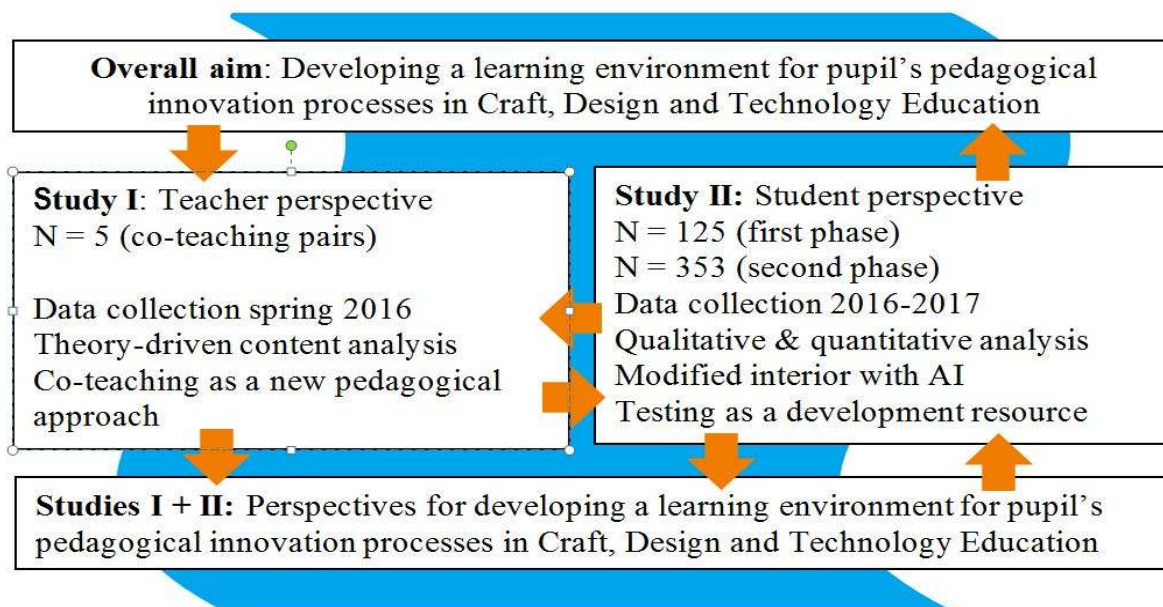 Overall aim: Developing a learning environment for pupil's pedagogical
innovation processes in Craft, Design and Technology Education
Study I: Teacher perspective
N = 5 (co-teaching pairs)
Data collection spring 2016
Theory-driven content analysis
Co-teaching as a new pedagogical
approach
Study II: Student perspective
N = 125 (first phase)
N = 353 (second phase)
Data collection 2016-2017
Qualitative & quantitative analysis
Modified interior with AI
Testing as a development resource
Studies I + II: Perspectives for developing a learning environment for pupil's
pedagogical innovation processes in Craft, Design and Technology Education